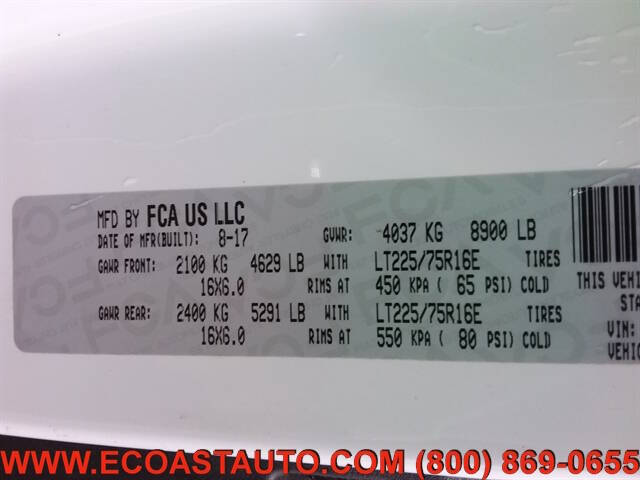 MFD BY FCA US LLC
DATE OF MFR(BUILT): 8-17 GVWR: 4037 KG 8900 LB
GAWR FRONT: 2100 KG 4629 LB WITH LT225/75R16E TIRES
16X6.0 RIMS AT 450 KPA ( 65 PSI) COLD
GAWR REAR: 2400 KG 5291 LB WITH LT225/75R16E TIRES
16X6.0 RIMS AT 550 KPA ( 80 PSI) COLD
THIS VEHI
STA
VIN:
VEHIC
WWW.ECOASTAUTO.COM (800) 869-0655